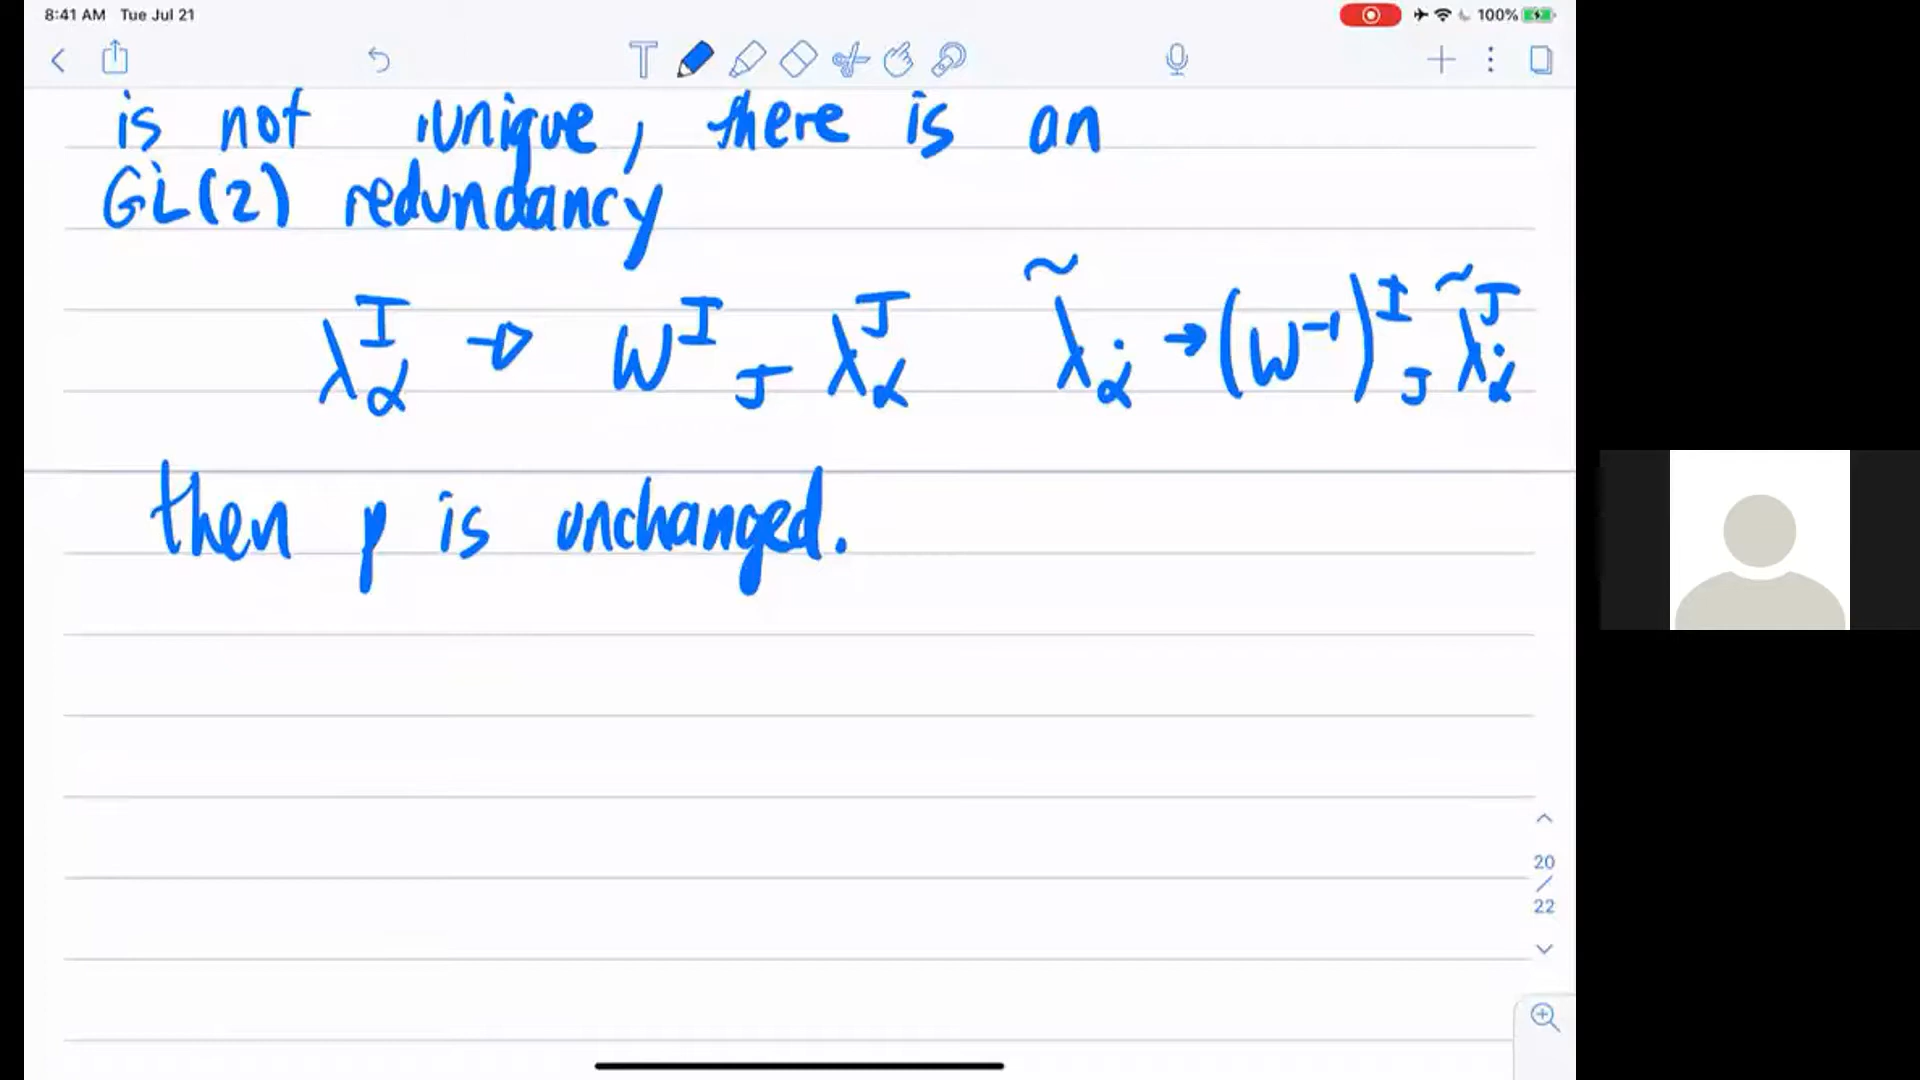 8:41 AM Tue Jul 21 100%
is not unique, there is an
GL(2) redundancy
λ^I_α → W^I_J λ^J_α λ̃_α̇ → (W^{-1})^I_J λ̃^J_α̇
then p is unchanged.
20
/
22